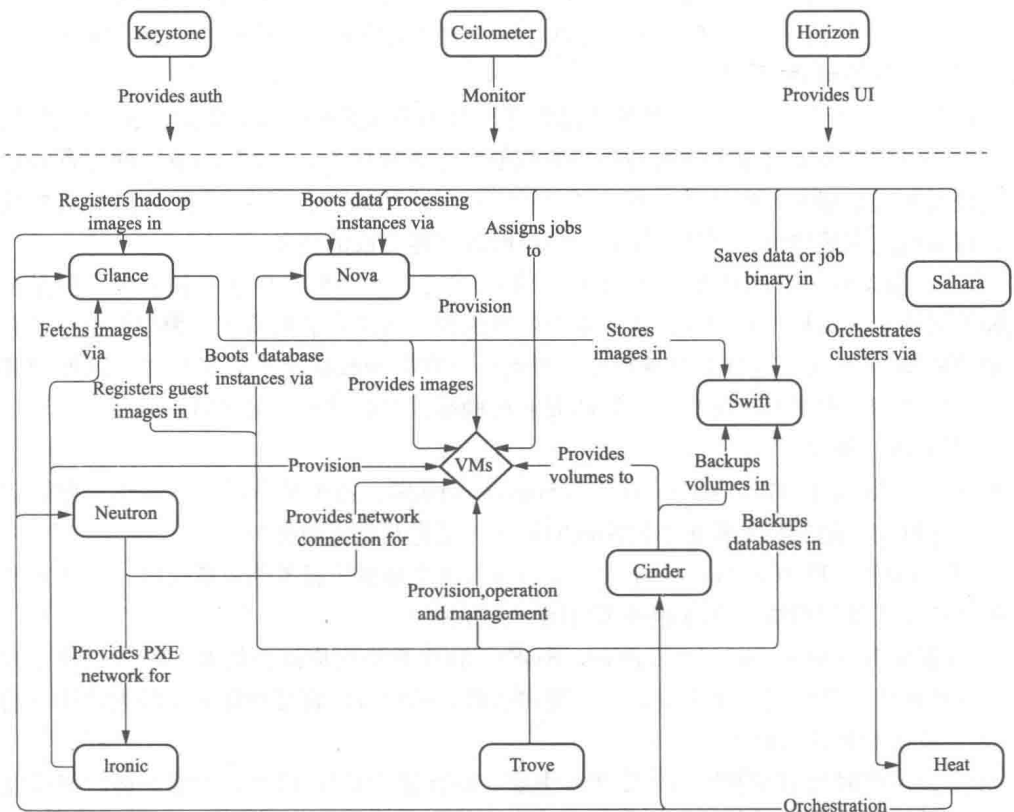 Keystone
Ceilometer
Horizon
Provides auth
Monitor
Provides UI
Registers hadoop
images in
Boots data processing
instances via
Assigns jobs
to
Saves data or job
binary in
Glance
Nova
Sahara
Provision
Fetchs images
via
Boots database
instances via
Stores
images in
Orchestrates
clusters via
Registers guest
images in
Provides images
Swift
Provision
VMs
Provides
volumes to
Backups
volumes in
Neutron
Provides network
connection for
Backups
databases in
Cinder
Provision,operation
and management
Provides PXE
network for
Ironic
Trove
Heat
Orchestration